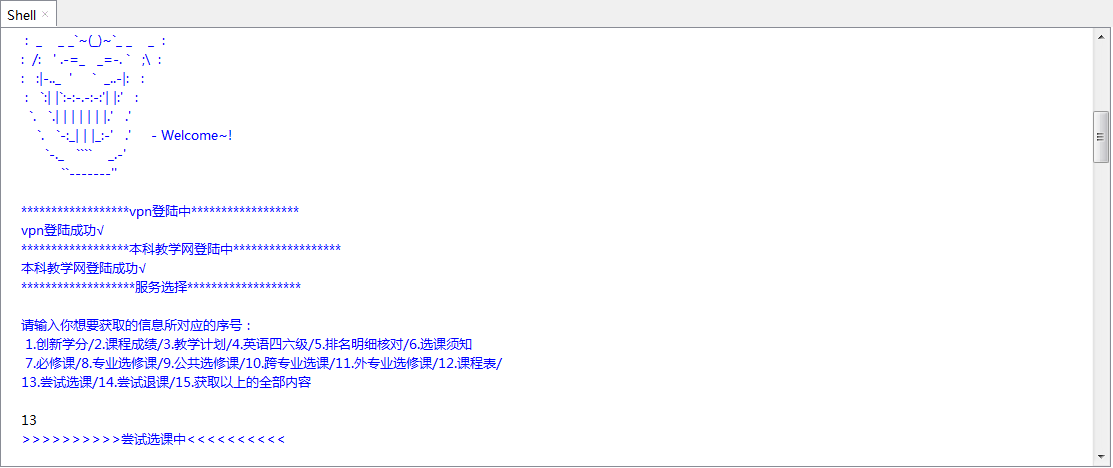 Shell
:  _    _ _`~(_)~`_ _    _  :
:  /:   ' .-=_   _=-. `   ;\  :
:   :|-.._  '     `  _..-|:   :
:   `:| |`:-:-.-:-:'| |:'   :
`.   `.| | | | | | |.'   .'
`.   `-:_| | |_:-'   .'     - Welcome~!
`-._   ````    _.-'
``-------''
******************vpn登陆中******************
vpn登陆成功√
******************本科教学网登陆中******************
本科教学网登陆成功√
*******************服务选择*******************
请输入你想要获取的信息所对应的序号：
1.创新学分/2.课程成绩/3.教学计划/4.英语四六级/5.排名明细核对/6.选课须知
7.必修课/8.专业选修课/9.公共选修课/10.跨专业选课/11.外专业选修课/12.课程表/
13.尝试选课/14.尝试退课/15.获取以上的全部内容
13
>>>>>>>>>>尝试选课中<<<<<<<<<<